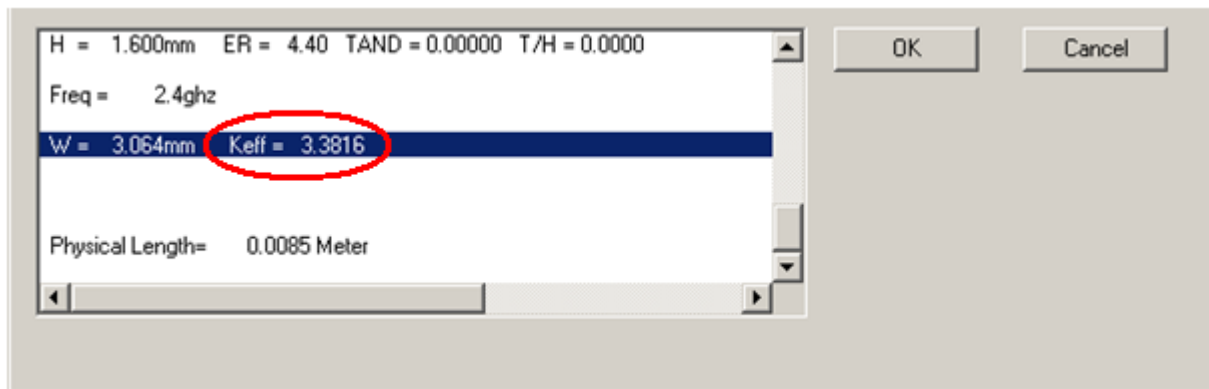 H = 1.600mm ER = 4.40 TAND = 0.00000 T/H = 0.0000
OK
Cancel
Freq = 2.4ghz
W = 3.064mm Keff = 3.3816
Physical Length= 0.0085 Meter